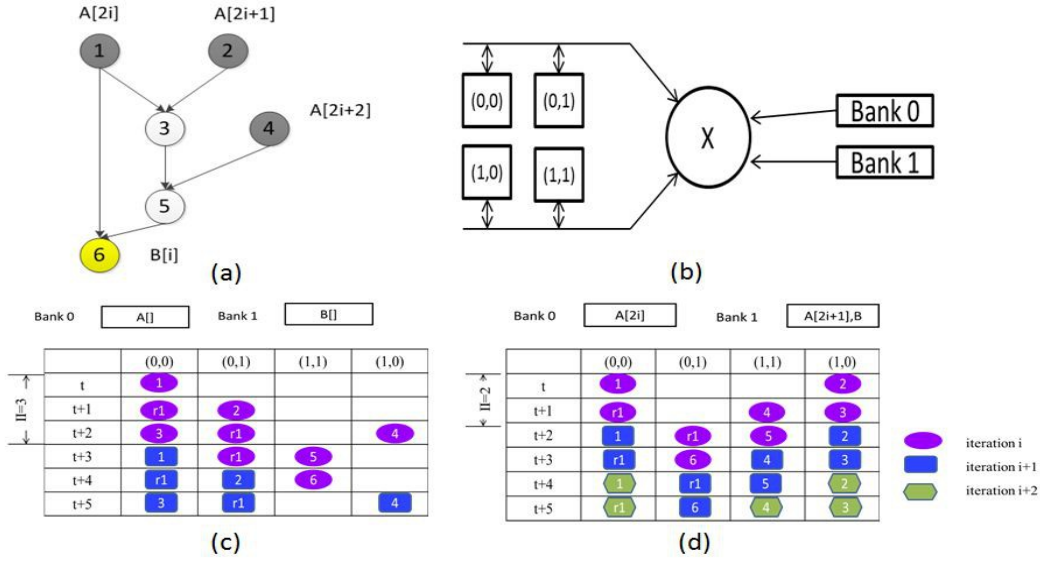 A[2i] A[2i+1]
1 2
A[2i+2]
3 4
5
6 B[i]
(a)
(0,0) (0,1)
(1,0) (1,1)
X
Bank 0
Bank 1
(b)
Bank 0 A[] Bank 1 B[]
(0,0) (0,1) (1,1) (1,0)
II=3
t 1
t+1 r1 2
t+2 3 r1 4
t+3 1 r1 5
t+4 r1 2 6
t+5 3 r1 4
(c)
Bank 0 A[2i] Bank 1 A[2i+1],B
(0,0) (0,1) (1,1) (1,0)
II=2
t 1 2
t+1 r1 4 3
t+2 1 r1 5 2
t+3 r1 6 4 3
t+4 1 r1 5 2
t+5 r1 6 4 3
(d)
iteration i
iteration i+1
iteration i+2